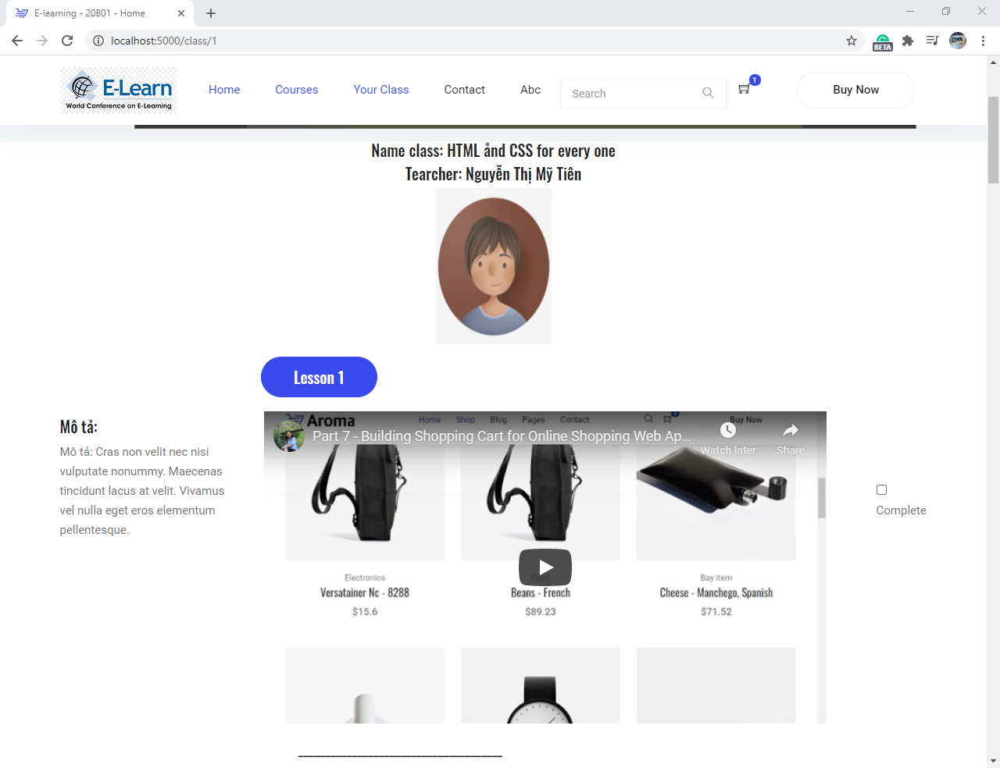 E-learning - 20B01 - Home
localhost:5000/class/1
BETA
E-Learn
World Conference on E-Learning
Home
Courses
Your Class
Contact
Abc
Search
1
Buy Now
Name class: HTML and CSS for every one
Tearcher: Nguyễn Thị Mỹ Tiên
Lesson 1
Mô tả:
Mô tả: Cras non velit nec nisi
vulputate nonummy. Maecenas
tincidunt lacus at velit. Vivamus
vel nulla eget eros elementum
pellentesque.
Aroma
Home
Shop
Blog
Pages
Contact
Buy Now
Part 7 - Building Shopping Cart for Online Shopping Web Ap...
Watch later
Share
Electronics
Versatainer Nc - 8288
$15.6
Food
Beans - French
$89.23
Bay item
Cheese - Manchego, Spanish
$71.52
Complete